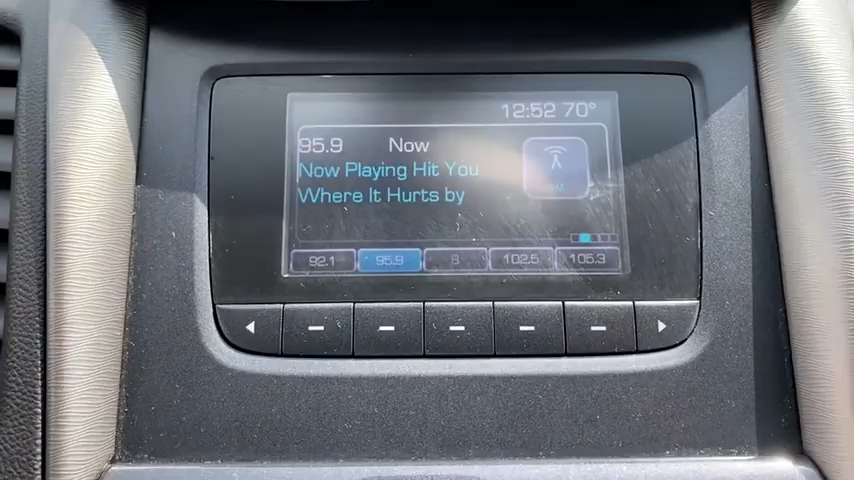 12:52 70°
95.9 Now
Now Playing Hit You
Where It Hurts by
92.1 95.9 8 102.5 105.3